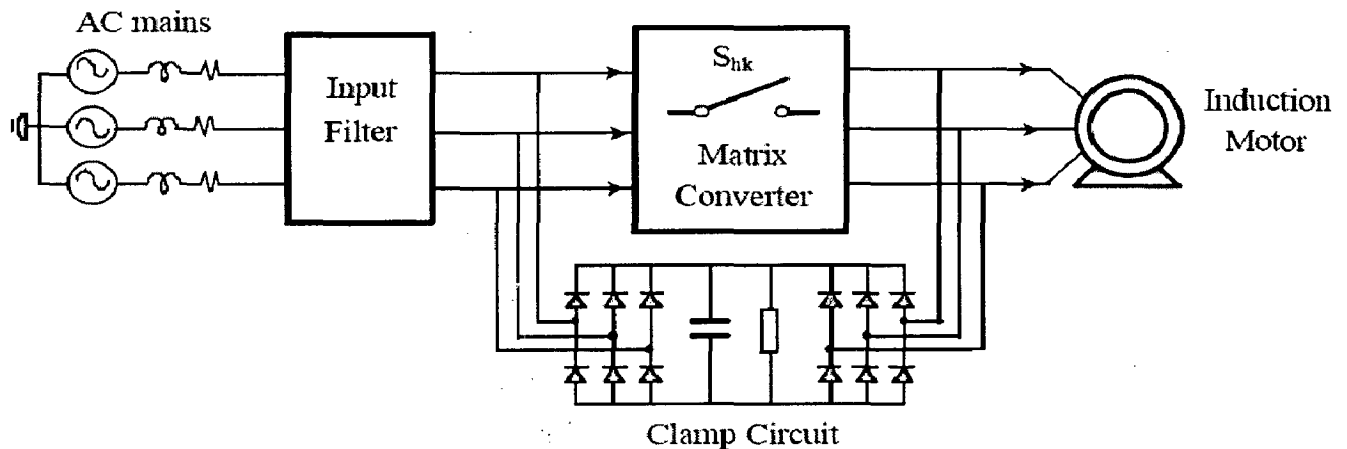 AC mains
Input
Filter
S_hk
Matrix
Converter
Induction
Motor
Clamp Circuit